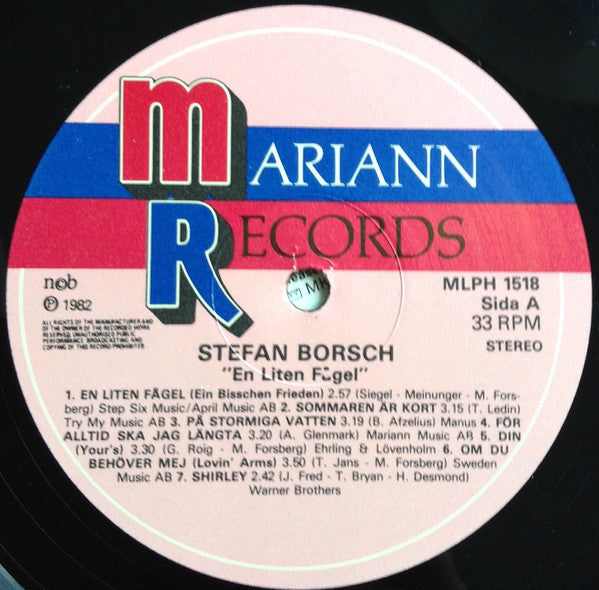 MARIANN
RECORDS
ncb
℗ 1982
ALL RIGHTS OF THE MANUFACTURER AND
OF THE OWNER OF THE RECORDED WORK
RESERVED. UNAUTHORISED PUBLIC
PERFORMANCE BROADCASTING AND
COPYING OF THIS RECORD PROHIBITED
MLPH 1518
Sida A
33 RPM
STEREO
STEFAN BORSCH
"En Liten Fågel"
1. EN LITEN FÅGEL (Ein Bisschen Frieden) 2.57 (Siegel - Meinunger - M. Fors-
berg) Step Six Music/April Music AB 2. SOMMAREN ÄR KORT 3.15 (T. Ledin)
Try My Music AB 3. PÅ STORMIGA VATTEN 3.19 (B. Afzelius) Manus 4. FÖR
ALLTID SKA JAG LÄNGTA 3.20 (A. Glenmark) Mariann Music AB 5. DIN
(Your's) 3.30 (G. Roig - M. Forsberg) Ehrling & Lövenholm 6. OM DU
BEHÖVER MEJ (Lovin' Arms) 3.50 (T. Jans - M. Forsberg) Sweden
Music AB 7. SHIRLEY 2.42 (J. Fred - T. Bryan - H. Desmond)
Warner Brothers